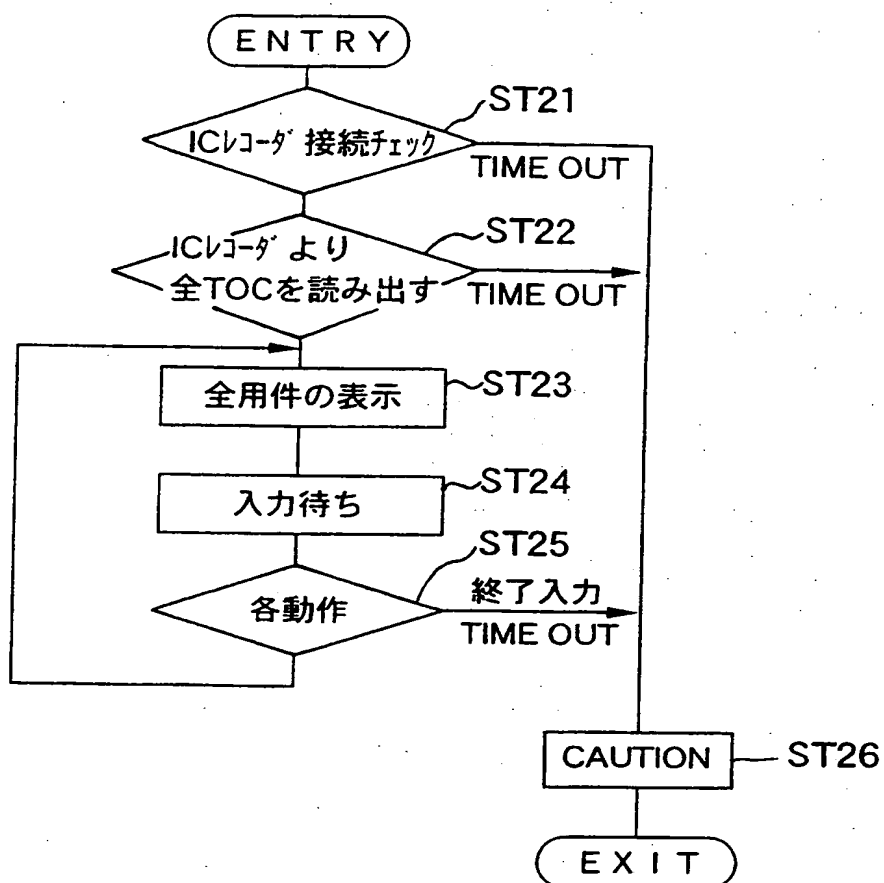 ENTRY
ST21
ICレコーダ接続チェック
TIME OUT
ST22
ICレコーダより
全TOCを読み出す
TIME OUT
ST23
全用件の表示
ST24
入力待ち
ST25
各動作
終了入力
TIME OUT
CAUTION
ST26
EXIT